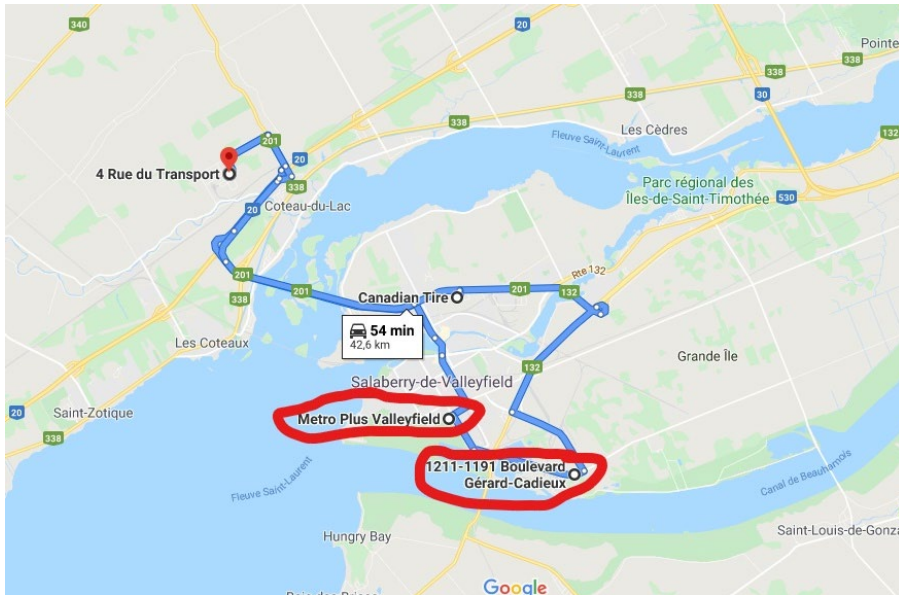 340
20
338
Pointe
338
30
338
338
Les Cèdres
Fleuve Saint-Laurent
132
201
20
4 Rue du Transport
338
Parc régional des
Îles-de-Saint-Timothée
530
20
Coteau-du-Lac
Rte 132
201
201
Canadian Tire
201
132
338
54 min
42,6 km
Les Coteaux
Grande Île
132
Salaberry-de-Valleyfield
20
Saint-Zotique
Metro Plus Valleyfield
1211-1191 Boulevard
Gérard-Cadieux
Fleuve Saint-Laurent
Canal de Beauharnois
Saint-Louis-de-Gonza
Hungry Bay
Google